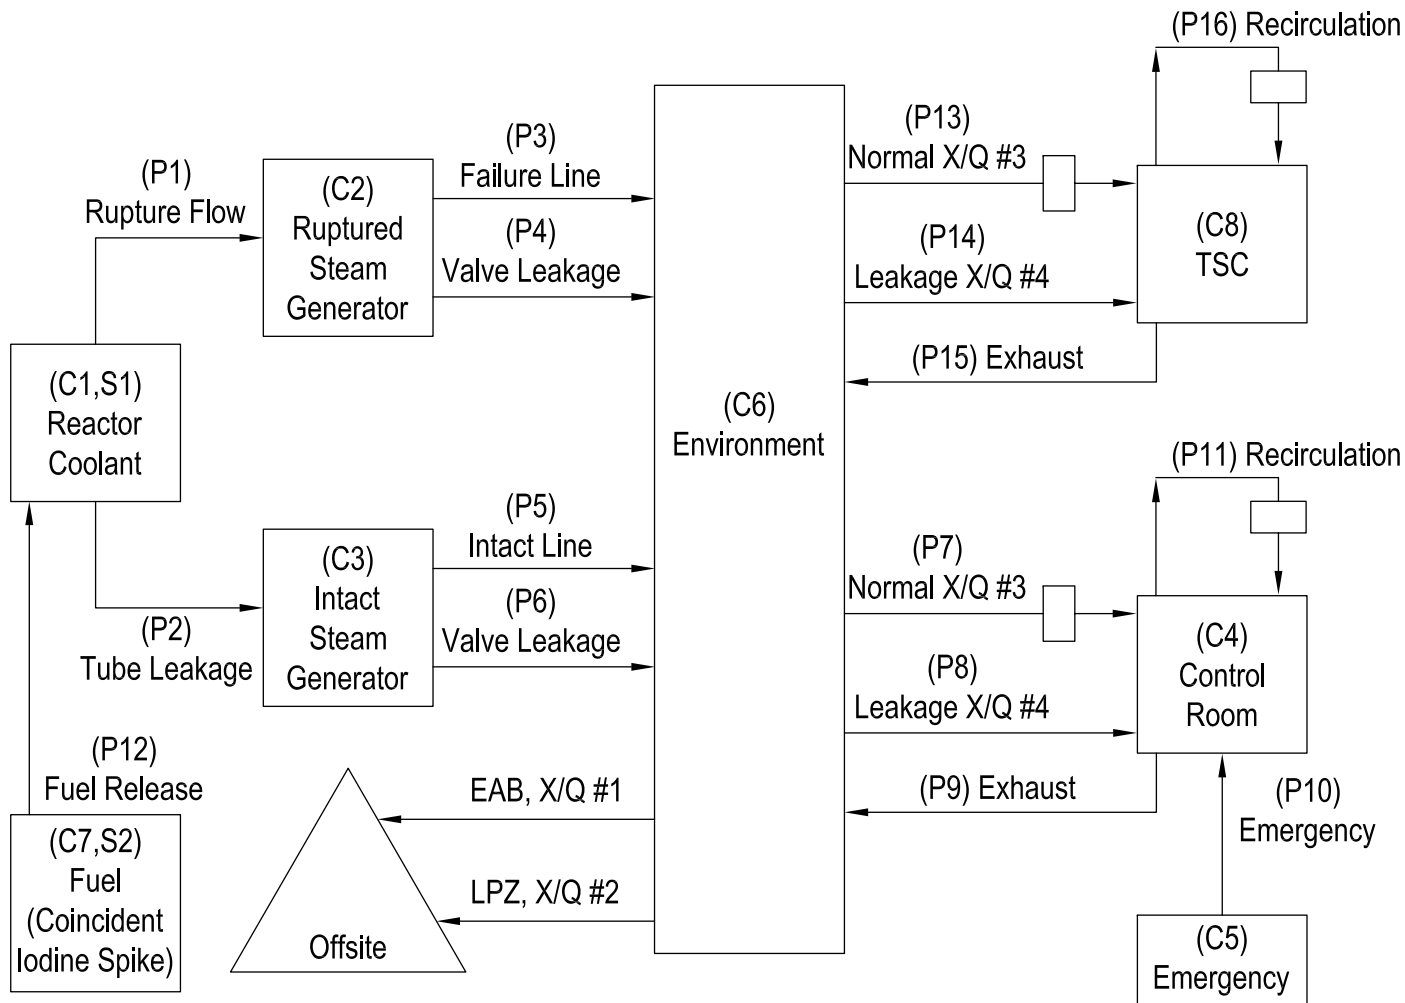 (P16) Recirculation
(P13)
Normal X/Q #3
(P3)
Failure Line
(P1)
Rupture Flow
(C2)
Ruptured
Steam
Generator
(P4)
Valve Leakage
(P14)
Leakage X/Q #4
(C8)
TSC
(P15) Exhaust
(C1,S1)
Reactor
Coolant
(C6)
Environment
(P11) Recirculation
(P5)
Intact Line
(C3)
Intact
Steam
Generator
(P7)
Normal X/Q #3
(P6)
Valve Leakage
(P2)
Tube Leakage
(C4)
Control
Room
(P8)
Leakage X/Q #4
(P12)
Fuel Release
EAB, X/Q #1
(P9) Exhaust
(P10)
Emergency
(C7,S2)
Fuel
(Coincident
Iodine Spike)
LPZ, X/Q #2
Offsite
(C5)
Emergency